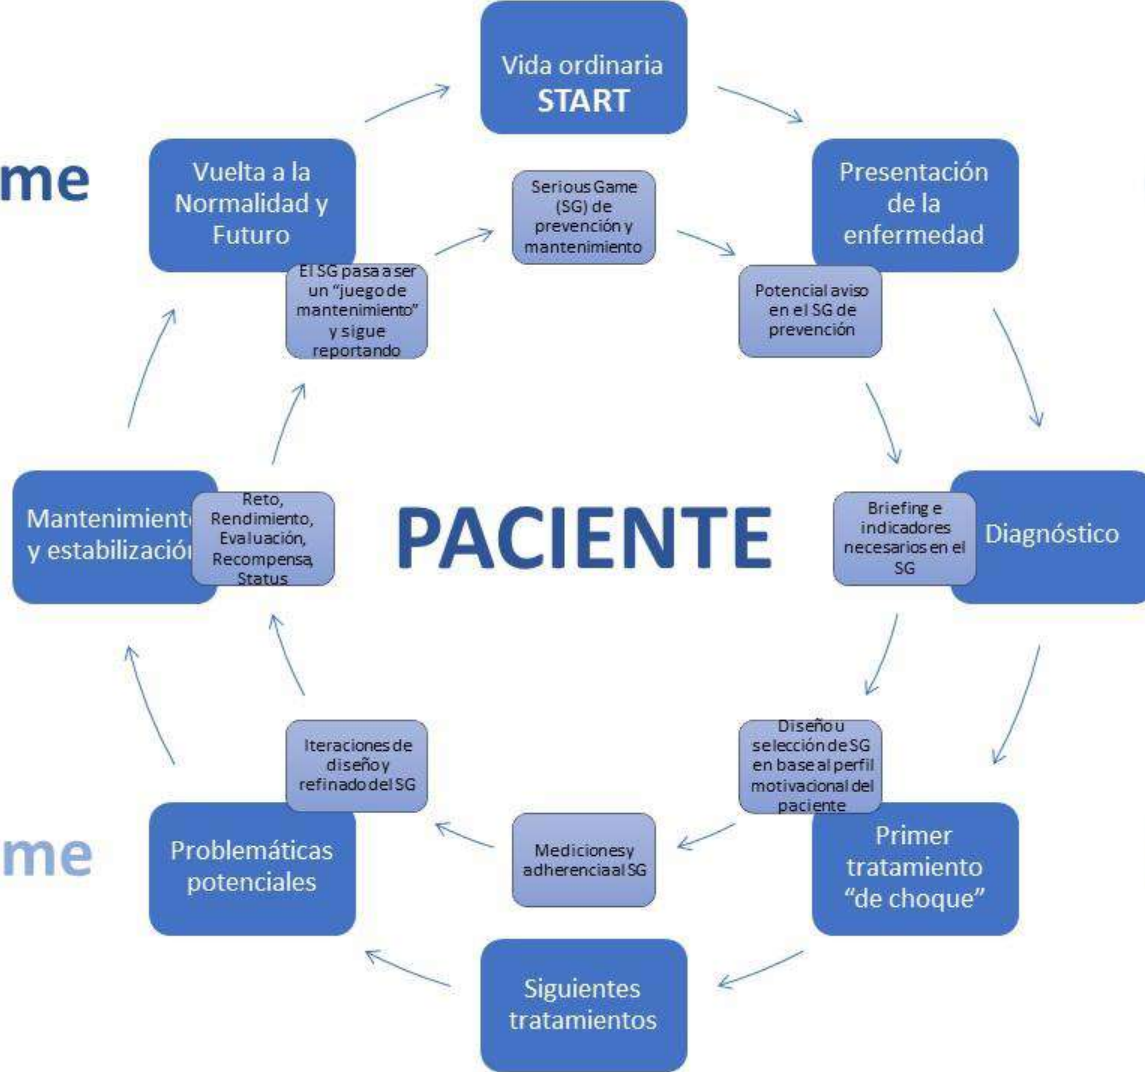 Vida ordinaria
START
Presentación
de la
enfermedad
Diagnóstico
Primer
tratamiento
“de choque”
Siguientes
tratamientos
Problemáticas
potenciales
Mantenimiento
y estabilización
Vuelta a la
Normalidad y
Futuro
Serious Game
(SG) de
prevención y
mantenimiento
Potencial aviso
en el SG de
prevención
Briefing e
indicadores
necesarios en el
SG
Diseño u
selección de SG
en base al perfil
motivacional del
paciente
Mediciones y
adherencia al SG
Iteraciones de
diseño y
refinado del SG
Reto,
Rendimiento,
Evaluación,
Recompensa,
Status
El SG pasa a ser
un “juego de
mantenimiento”
y sigue
reportando
PACIENTE
me
me